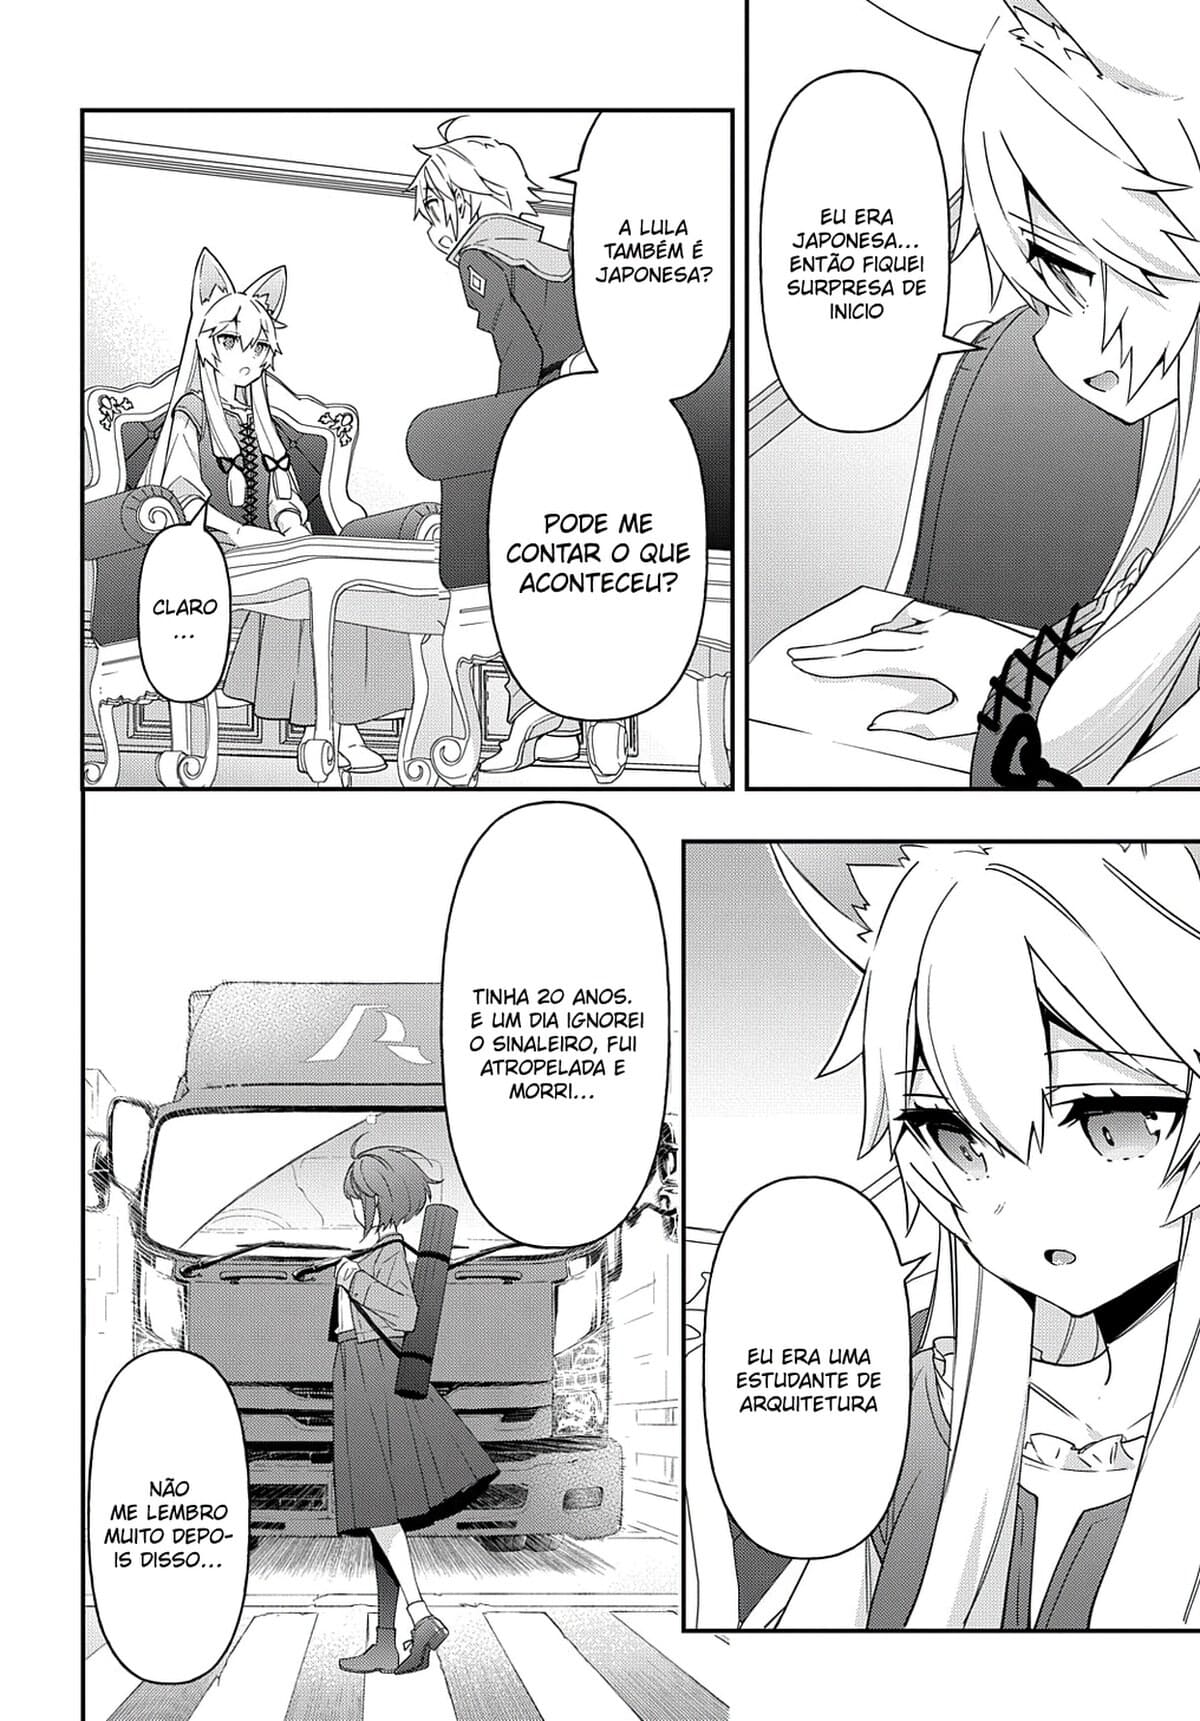 EU ERA
JAPONESA...
ENTÃO FIQUEI
SURPRESA DE
INICIO
A LULA
TAMBÉM É
JAPONESA?
PODE ME
CONTAR O QUE
ACONTECEU?
CLARO
...
EU ERA UMA
ESTUDANTE DE
ARQUITETURA
TINHA 20 ANOS.
E UM DIA IGNOREI
O SINALEIRO, FUI
ATROPELADA E
MORRI...
NÃO
ME LEMBRO
MUITO DEPO-
IS DISSO...